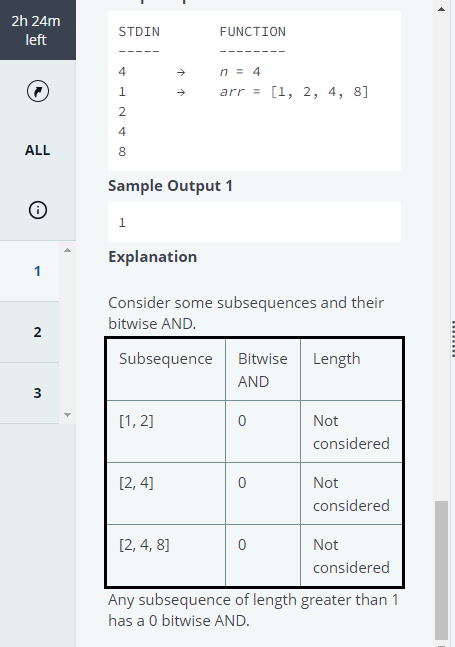 2h 24m
left
ALL
1
2
3
STDIN FUNCTION
----- --------
4 → n = 4
1 → arr = [1, 2, 4, 8]
2
4
8
Sample Output 1
1
Explanation
Consider some subsequences and their
bitwise AND.
Subsequence Bitwise AND Length
[1, 2] 0 Not considered
[2, 4] 0 Not considered
[2, 4, 8] 0 Not considered
Any subsequence of length greater than 1
has a 0 bitwise AND.